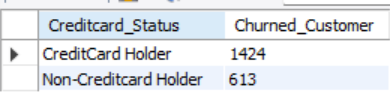 Creditcard_Status Churned_Customer
CreditCard Holder 1424
Non-Creditcard Holder 613